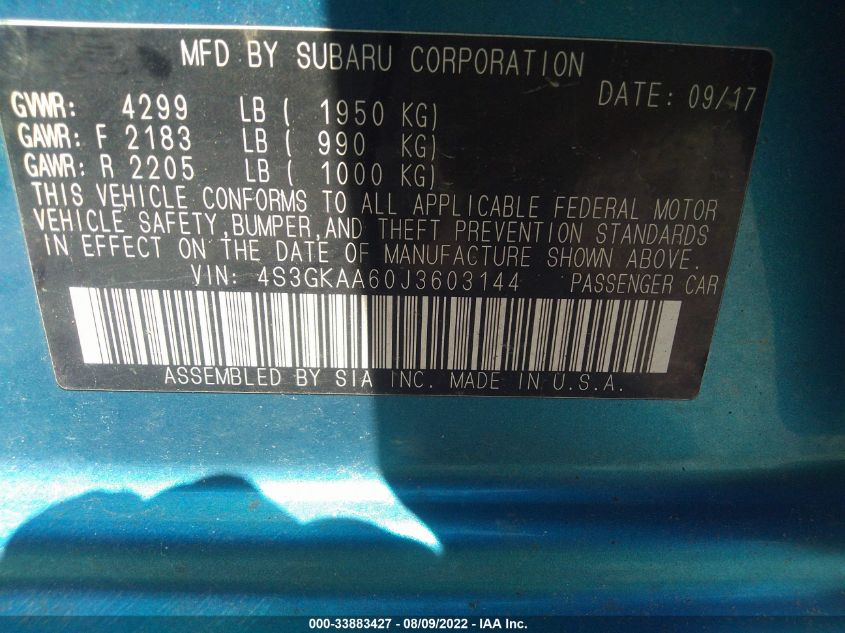 MFD BY SUBARU CORPORATION
DATE: 09/17
GVWR: 4299 LB ( 1950 KG)
GAWR: F 2183 LB ( 990 KG)
GAWR: R 2205 LB ( 1000 KG)
THIS VEHICLE CONFORMS TO ALL APPLICABLE FEDERAL MOTOR
VEHICLE SAFETY,BUMPER,AND THEFT PREVENTION STANDARDS
IN EFFECT ON THE DATE OF MANUFACTURE SHOWN ABOVE.
VIN: 4S3GKAA60J3603144 PASSENGER CAR
ASSEMBLED BY SIA INC. MADE IN U.S.A.
000-33883427 - 08/09/2022 - IAA Inc.